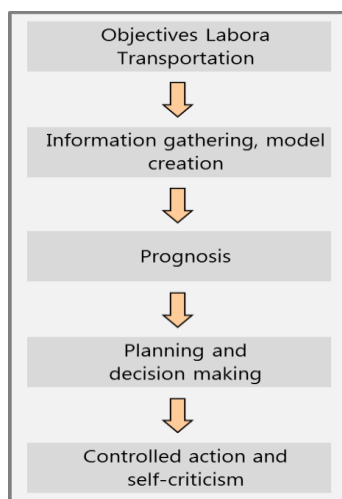 Objectives Labora
Transportation
Information gathering, model
creation
Prognosis
Planning and
decision making
Controlled action and
self-criticism